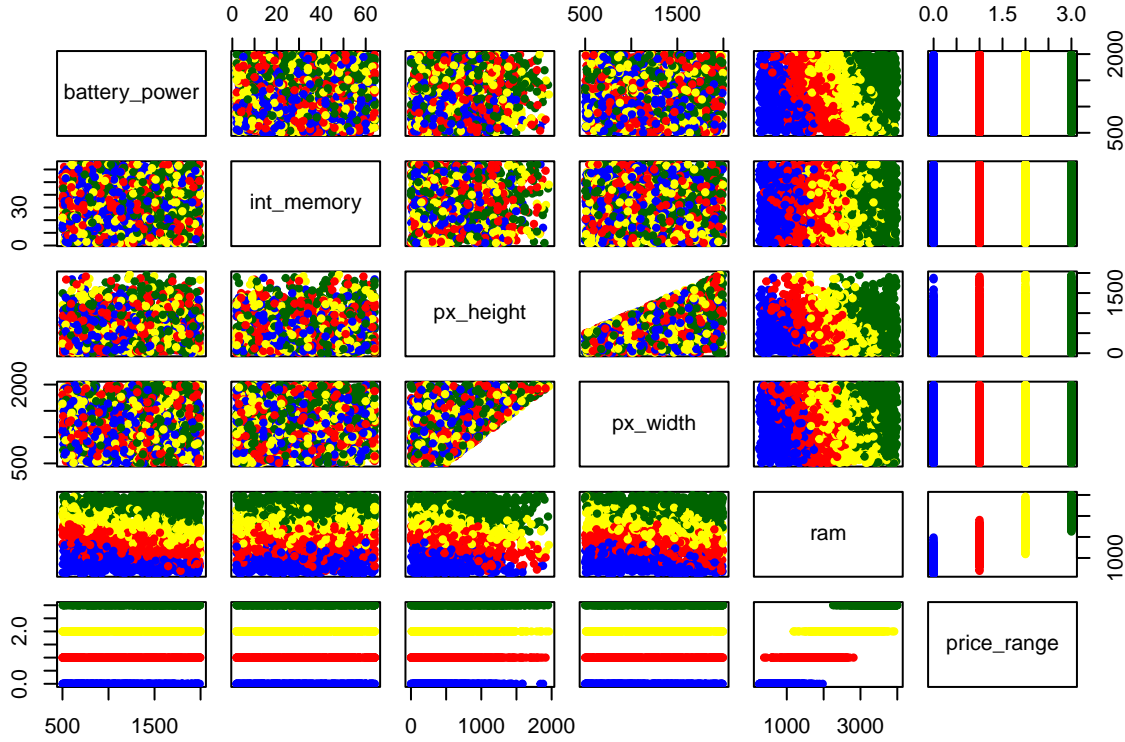 0 20 40 60 500 1500 0.0 1.5 3.0
battery_power 500 2000
0 30 int_memory
px_height 0 1500
500 2000 px_width
ram 1000
0.0 2.0 price_range
500 1500 0 500 1000 2000 1000 3000